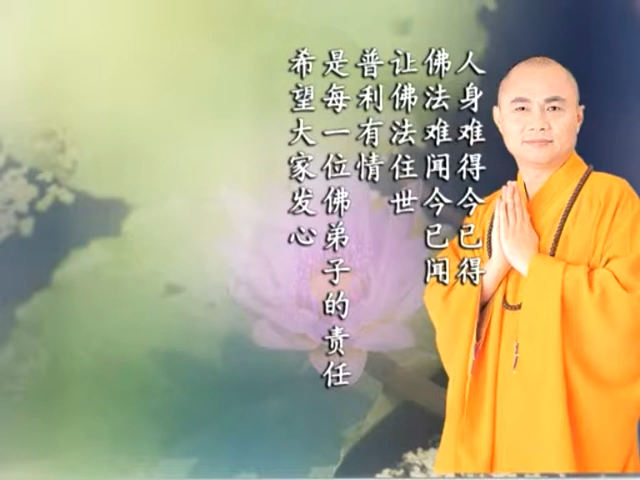 人身难得今已得
佛法难闻今已闻
让佛法住世
普利有情
是每一位佛弟子的责任
希望大家发心